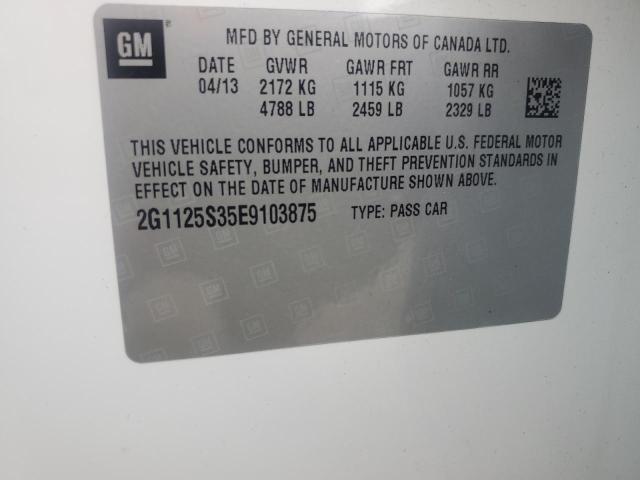 GM®
MFD BY GENERAL MOTORS OF CANADA LTD.
DATE GVWR GAWR FRT GAWR RR
04/13 2172 KG 1115 KG 1057 KG
4788 LB 2459 LB 2329 LB
THIS VEHICLE CONFORMS TO ALL APPLICABLE U.S. FEDERAL MOTOR
VEHICLE SAFETY, BUMPER, AND THEFT PREVENTION STANDARDS IN
EFFECT ON THE DATE OF MANUFACTURE SHOWN ABOVE.
2G1125S35E9103875 TYPE: PASS CAR